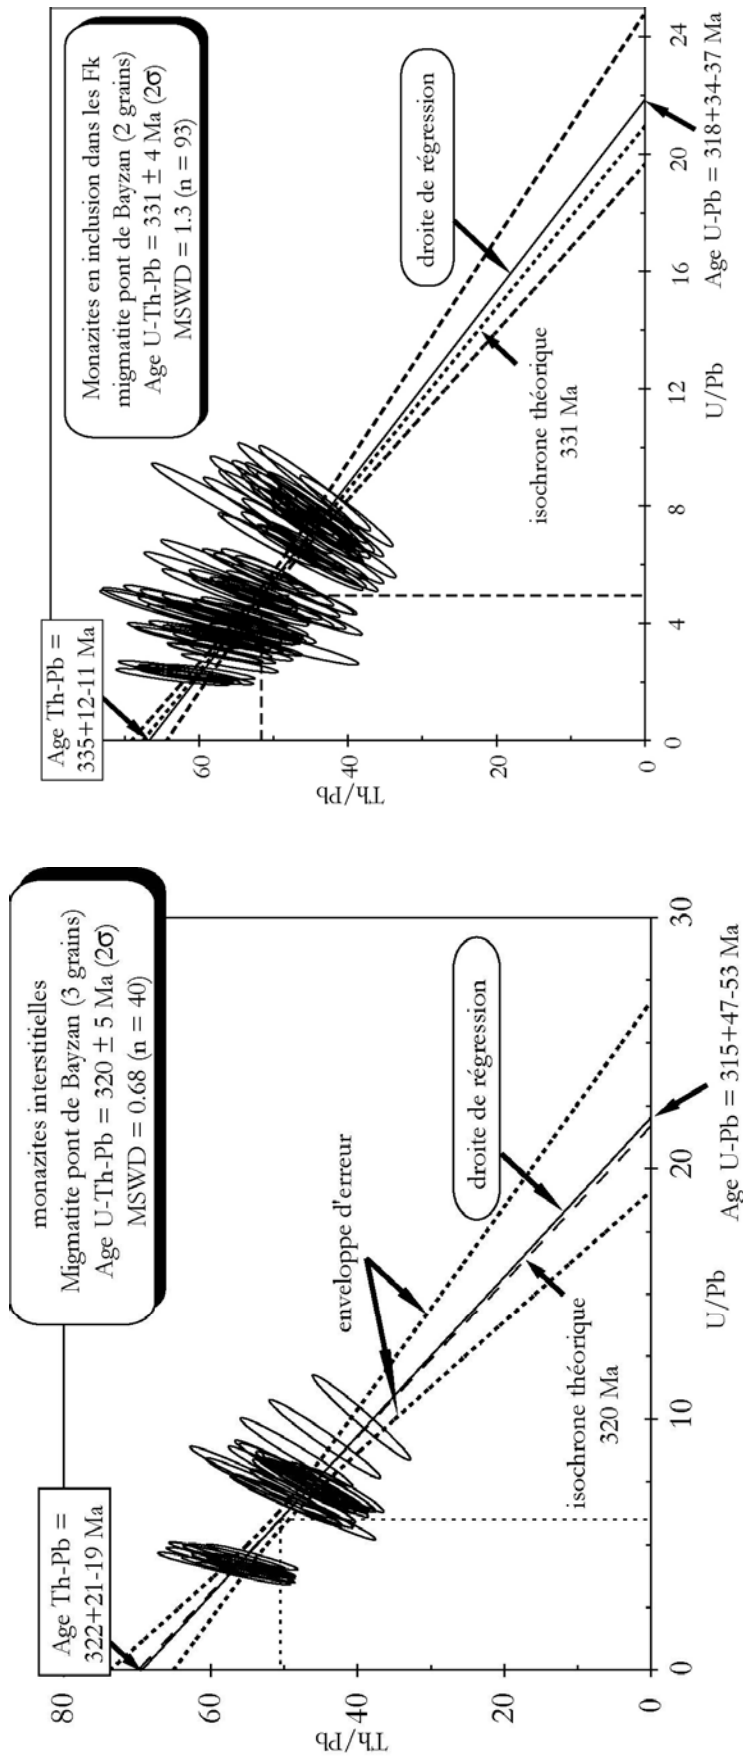 monazites interstitielles
Migmatite pont de Bayzan (3 grains)
Age U-Th-Pb = 320 ± 5 Ma (2σ)
MSWD = 0.68 (n = 40)
Age Th-Pb =
322+21-19 Ma
80
60
40
20
0
Th/Pb
enveloppe d'erreur
droite de régression
isochrone théorique
320 Ma
0
10
20
30
U/Pb
Age U-Pb = 315+47-53 Ma
Monazites en inclusion dans les Fk
migmatite pont de Bayzan (2 grains)
Age U-Th-Pb = 331 ± 4 Ma (2σ)
MSWD = 1.3 (n = 93)
Age Th-Pb =
335+12-11 Ma
60
40
20
0
Th/Pb
droite de régression
isochrone théorique
331 Ma
0
4
8
12
16
20
24
U/Pb
Age U-Pb = 318+34-37 Ma